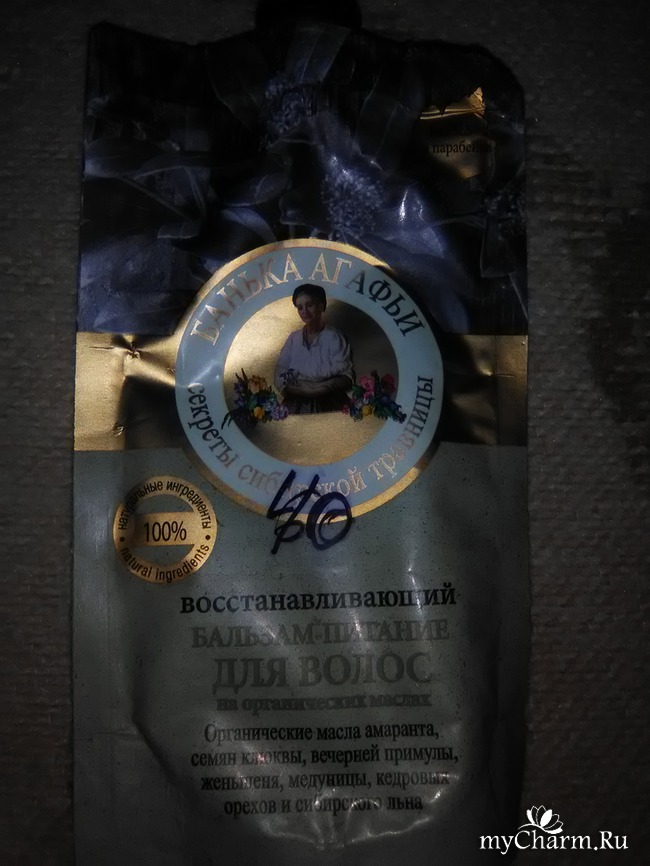 парабенов
БАНЬКА АГАФЬИ
секреты сибирской травницы
40
натуральные ингредиенты
100%
natural ingredients
восстанавливающий
БАЛЬЗАМ-ПИТАНИЕ
ДЛЯ ВОЛОС
на органических маслах
Органические масла амаранта,
семян клюквы, вечерней примулы,
женьшеня, медуницы, кедровых
орехов и сибирского льна
myCharm.Ru